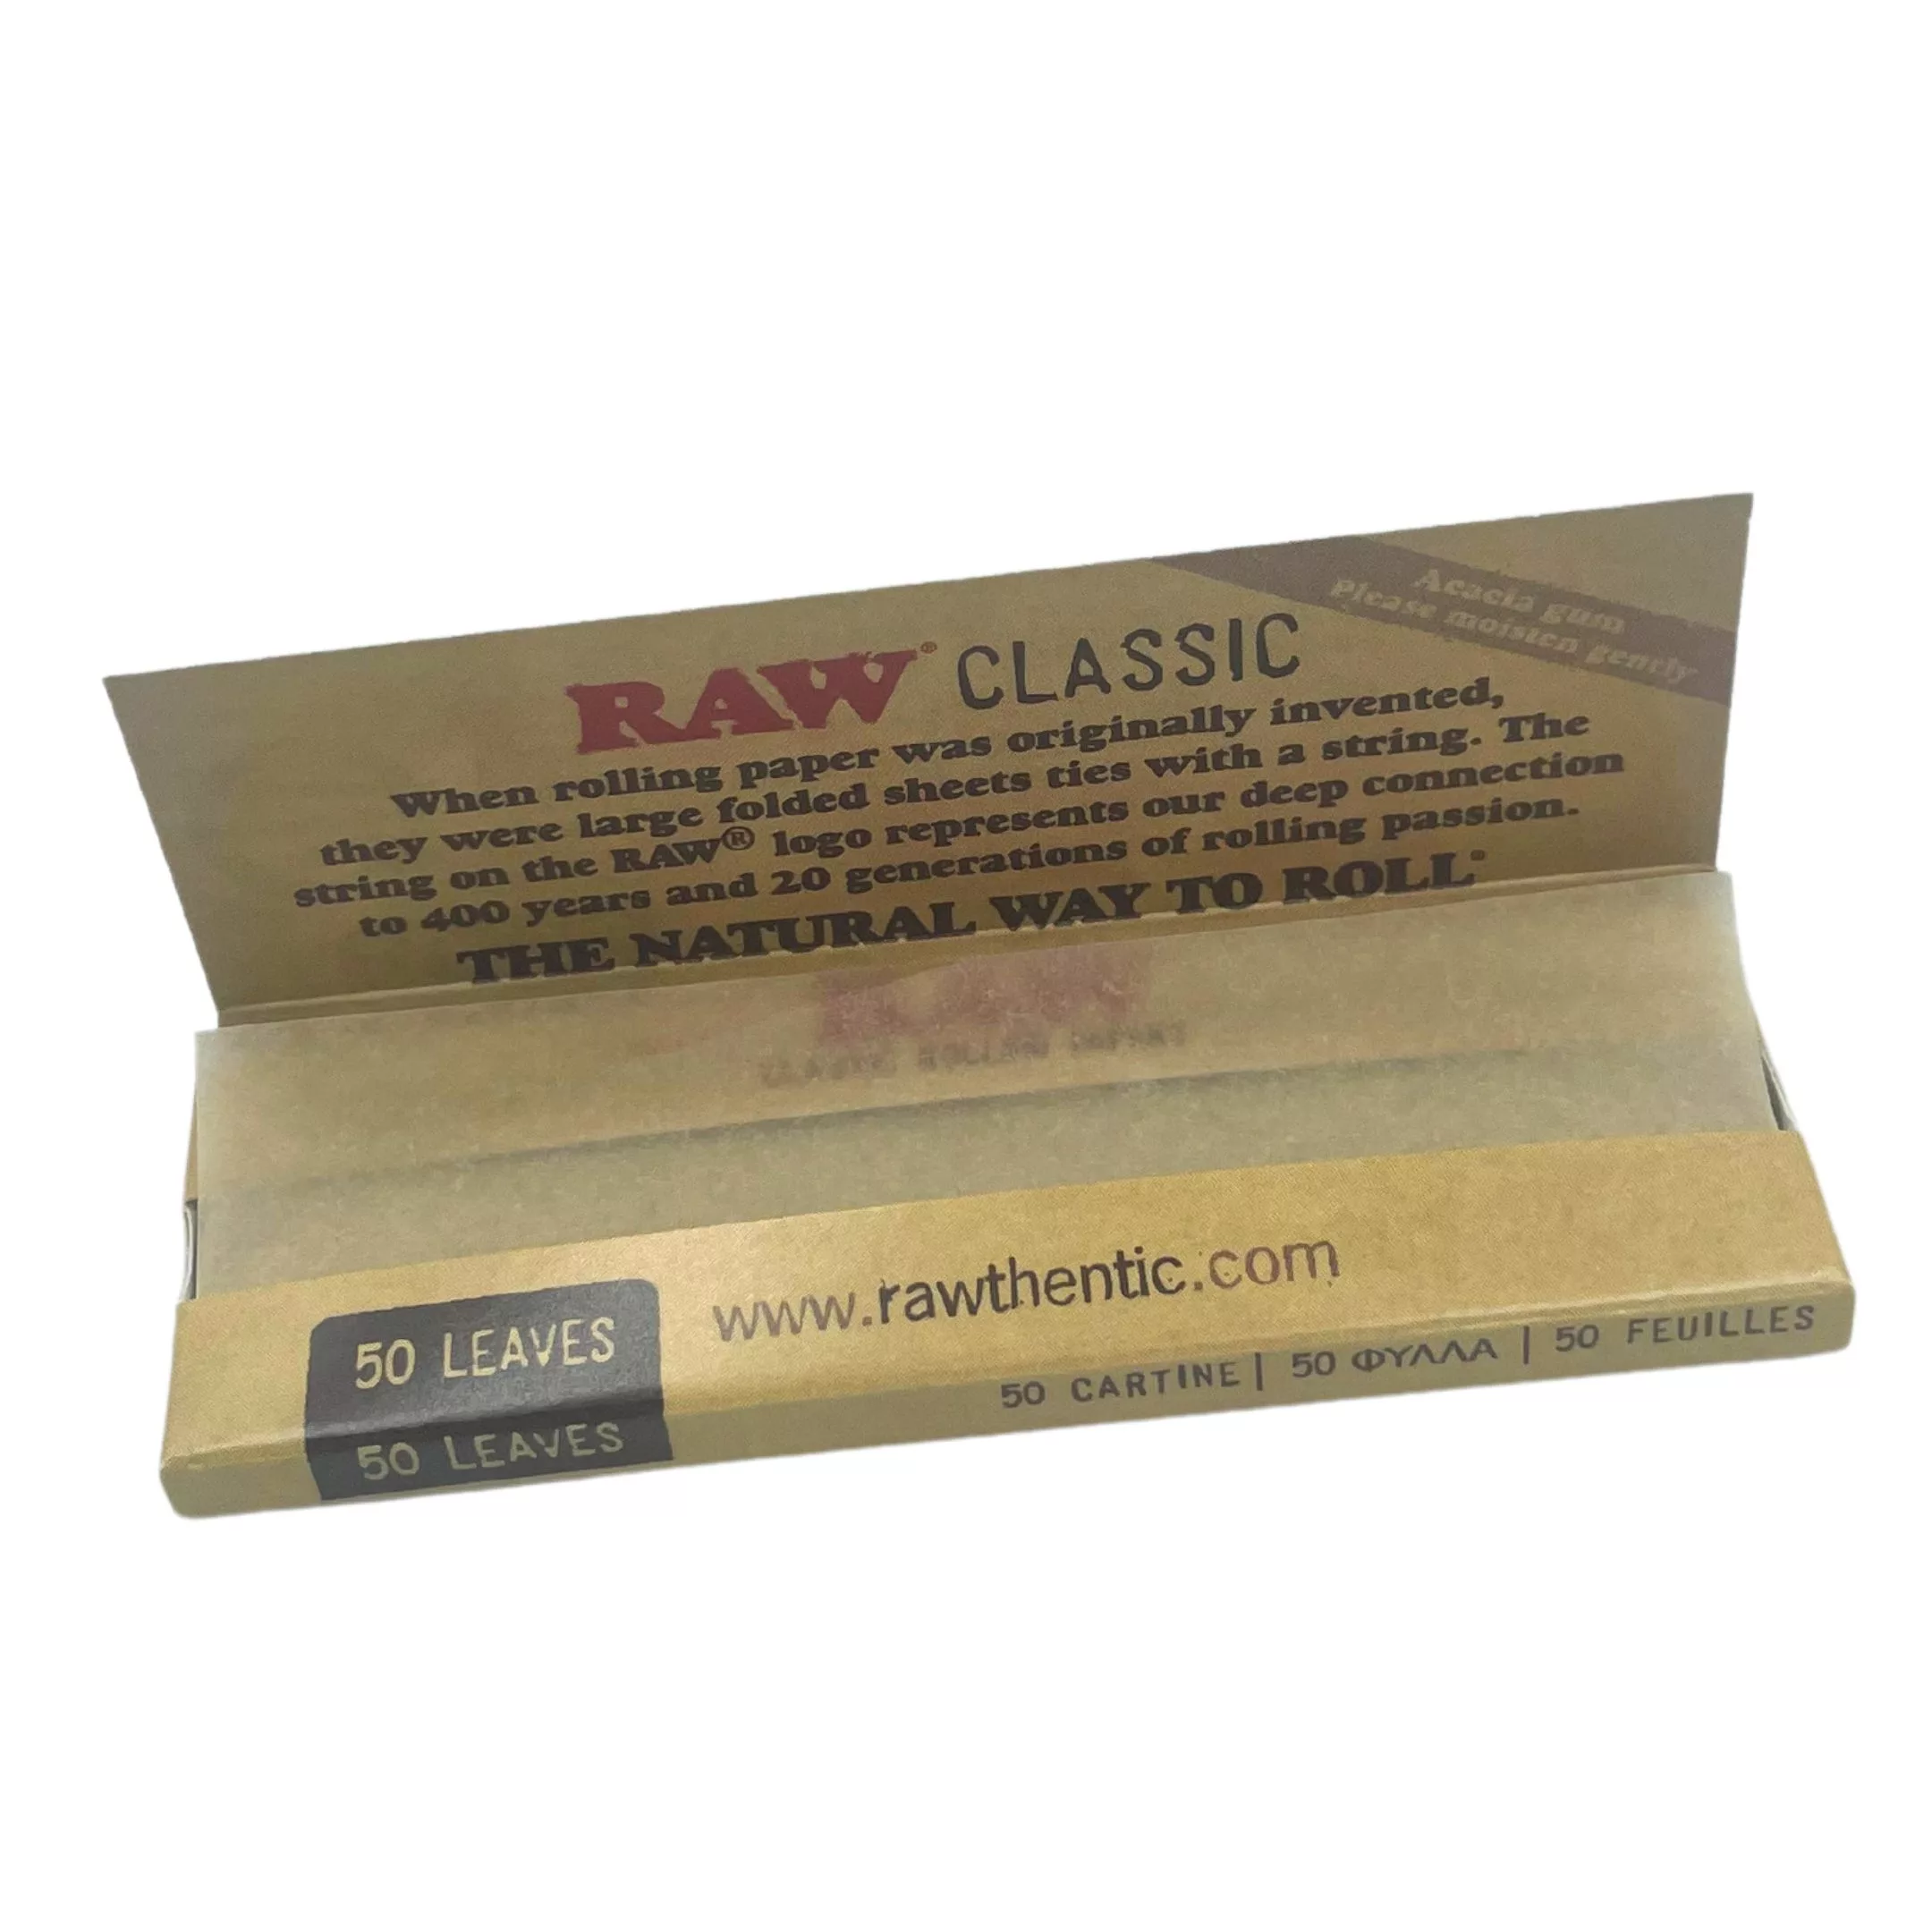 Acacia gum
Please moisten gently
RAW® CLASSIC
When rolling paper was originally invented,
they were large folded sheets ties with a string. The
string on the RAW® logo represents our deep connection
to 400 years and 20 generations of rolling passion.
THE NATURAL WAY TO ROLL®
RAW
CLASSIC ROLLING PAPERS
www.rawthentic.com
50 LEAVES
50 LEAVES
50 CARTINE | 50 ΦΥΛΛΑ | 50 FEUILLES